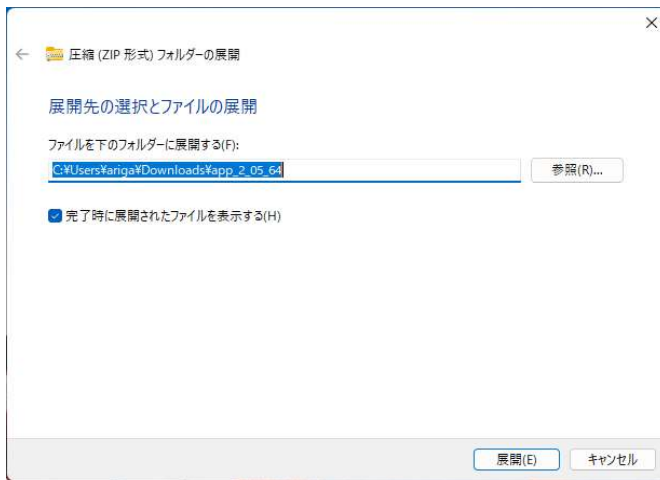 圧縮 (ZIP 形式) フォルダーの展開
展開先の選択とファイルの展開
ファイルを下のフォルダーに展開する(F):
C:¥Users¥ariga¥Downloads¥app_2_05_64
参照(R)...
完了時に展開されたファイルを表示する(H)
展開(E)
キャンセル